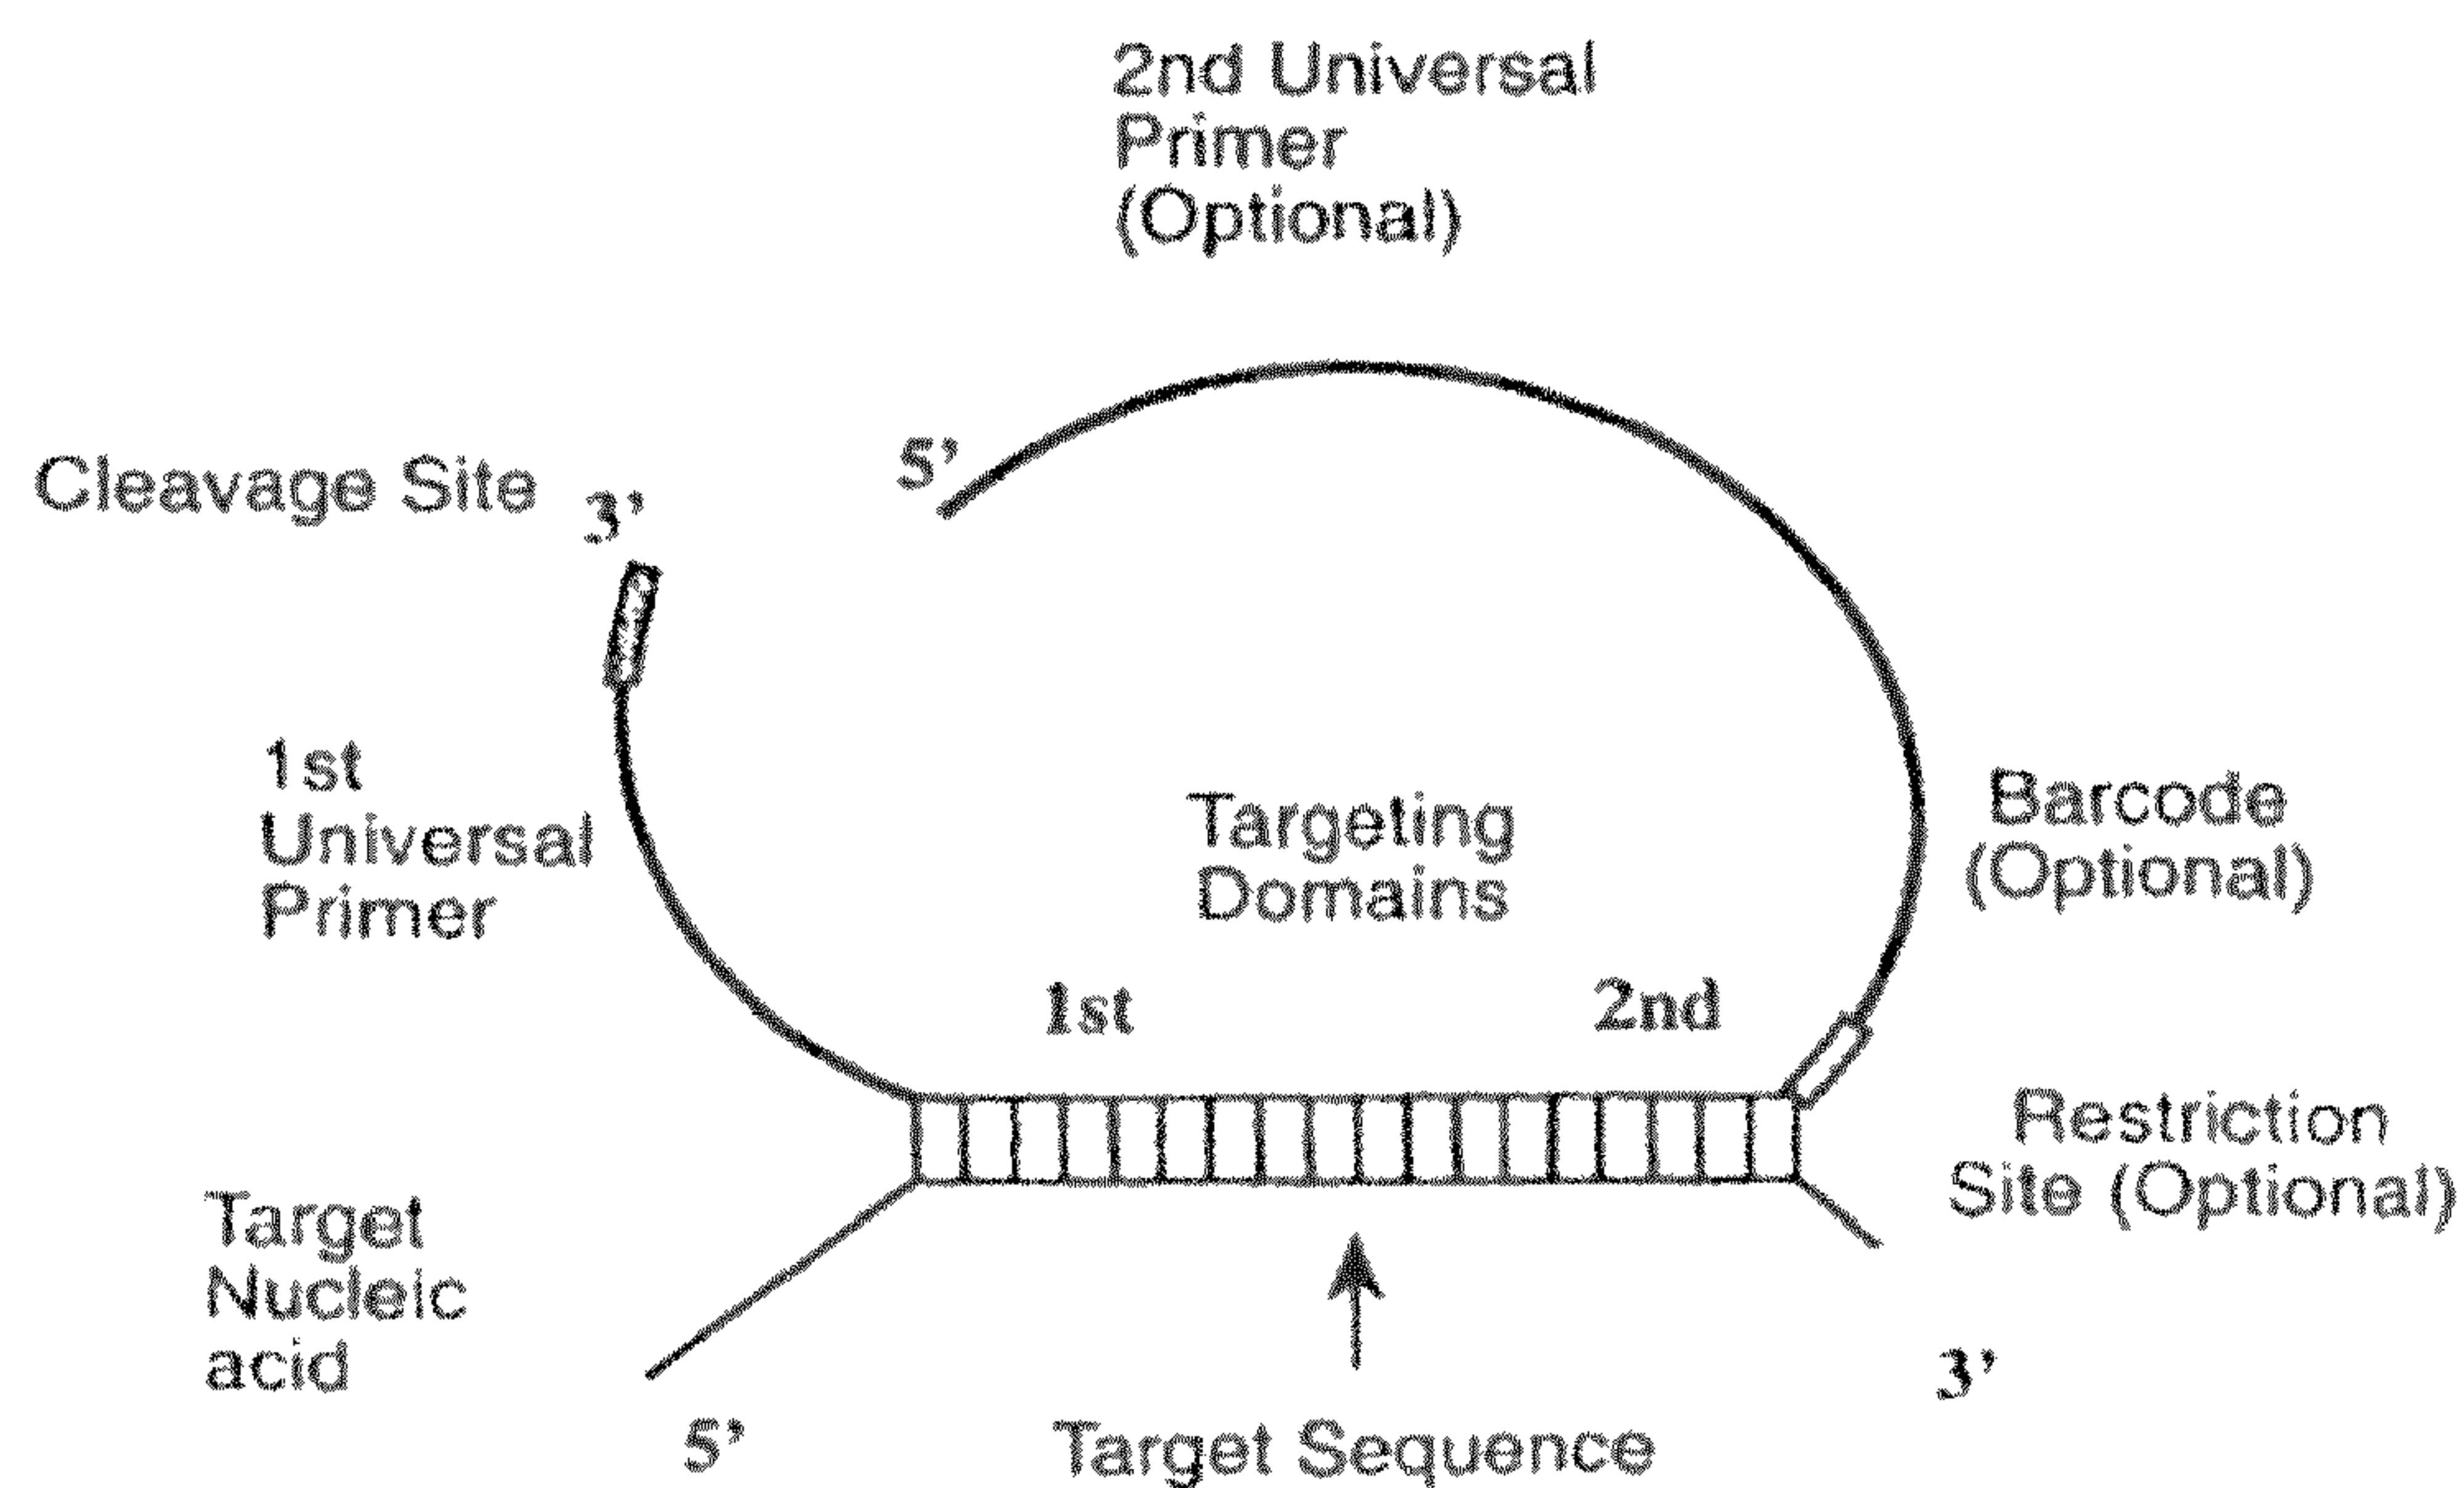 2nd Universal
Primer
(Optional)
5’
Cleavage Site
3’
1st
Universal
Primer
Targeting
Domains
Barcode
(Optional)
1st
2nd
Restriction
Site (Optional)
Target
Nucleic
acid
3’
5’
Target Sequence